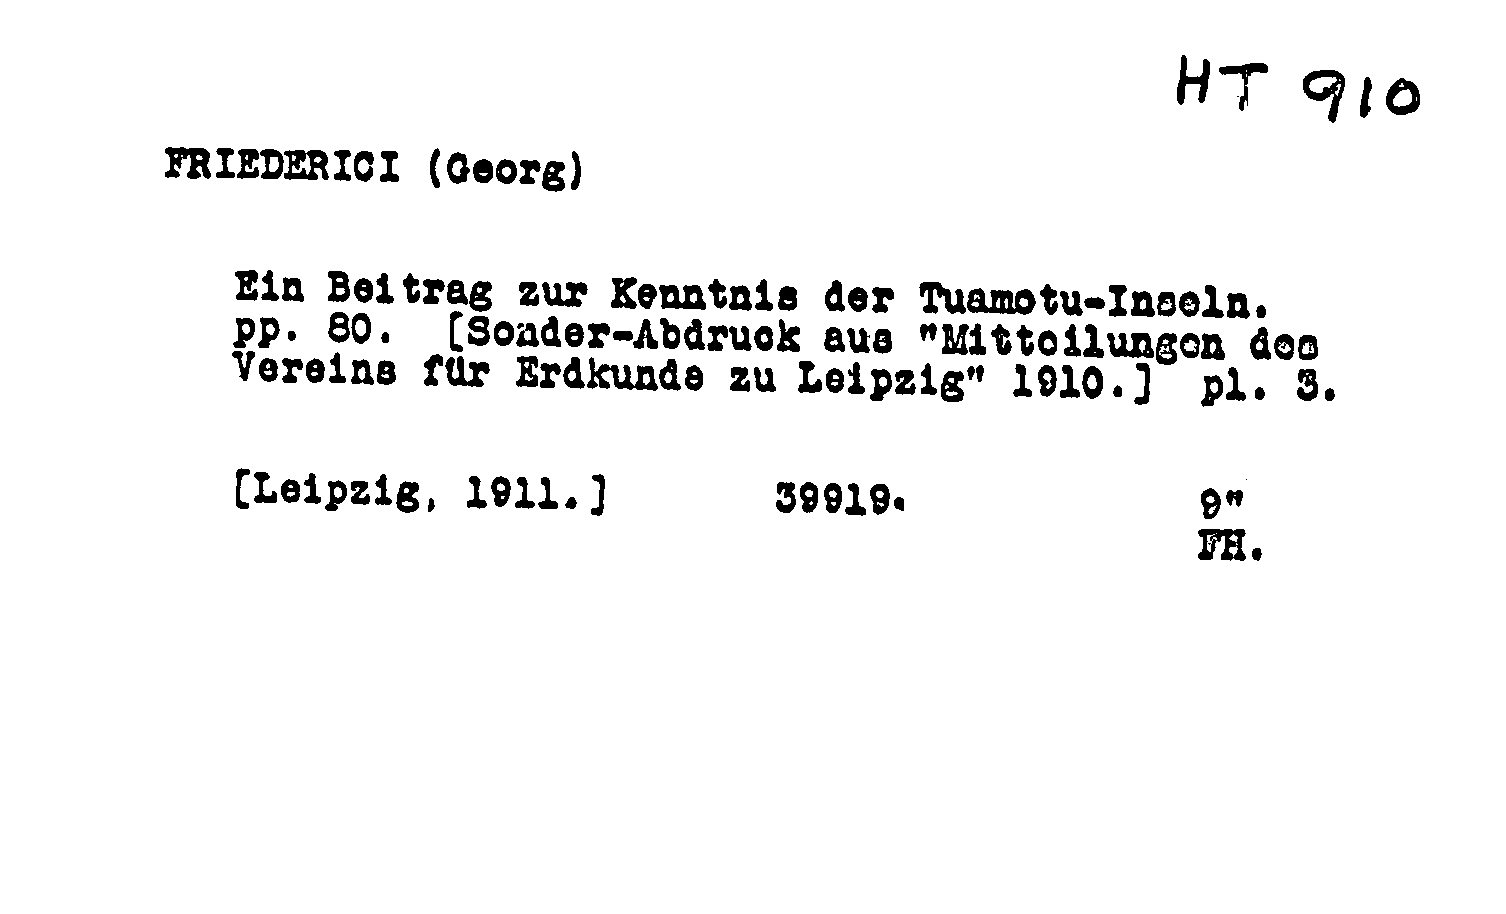 HT 910
FRIEDERICI (Georg)
Ein Beitrag zur Kenntnis der Tuamotu-Inseln.
pp. 80. [Sonder-Abdruck aus "Mitteilungen des
Vereins für Erdkunde zu Leipzig" 1910.] pl. 3.
[Leipzig, 1911.] 39919. 9"
FH.